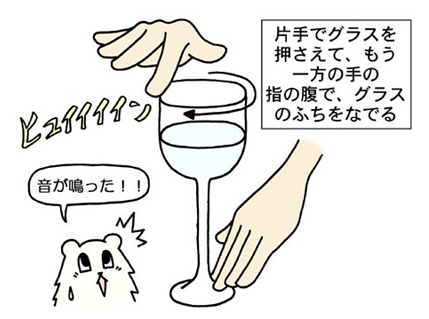 片手でグラスを
押さえて、もう
一方の手の
指の腹で、グラス
のふちをなでる
ヒュイイイイン
音が鳴った！！